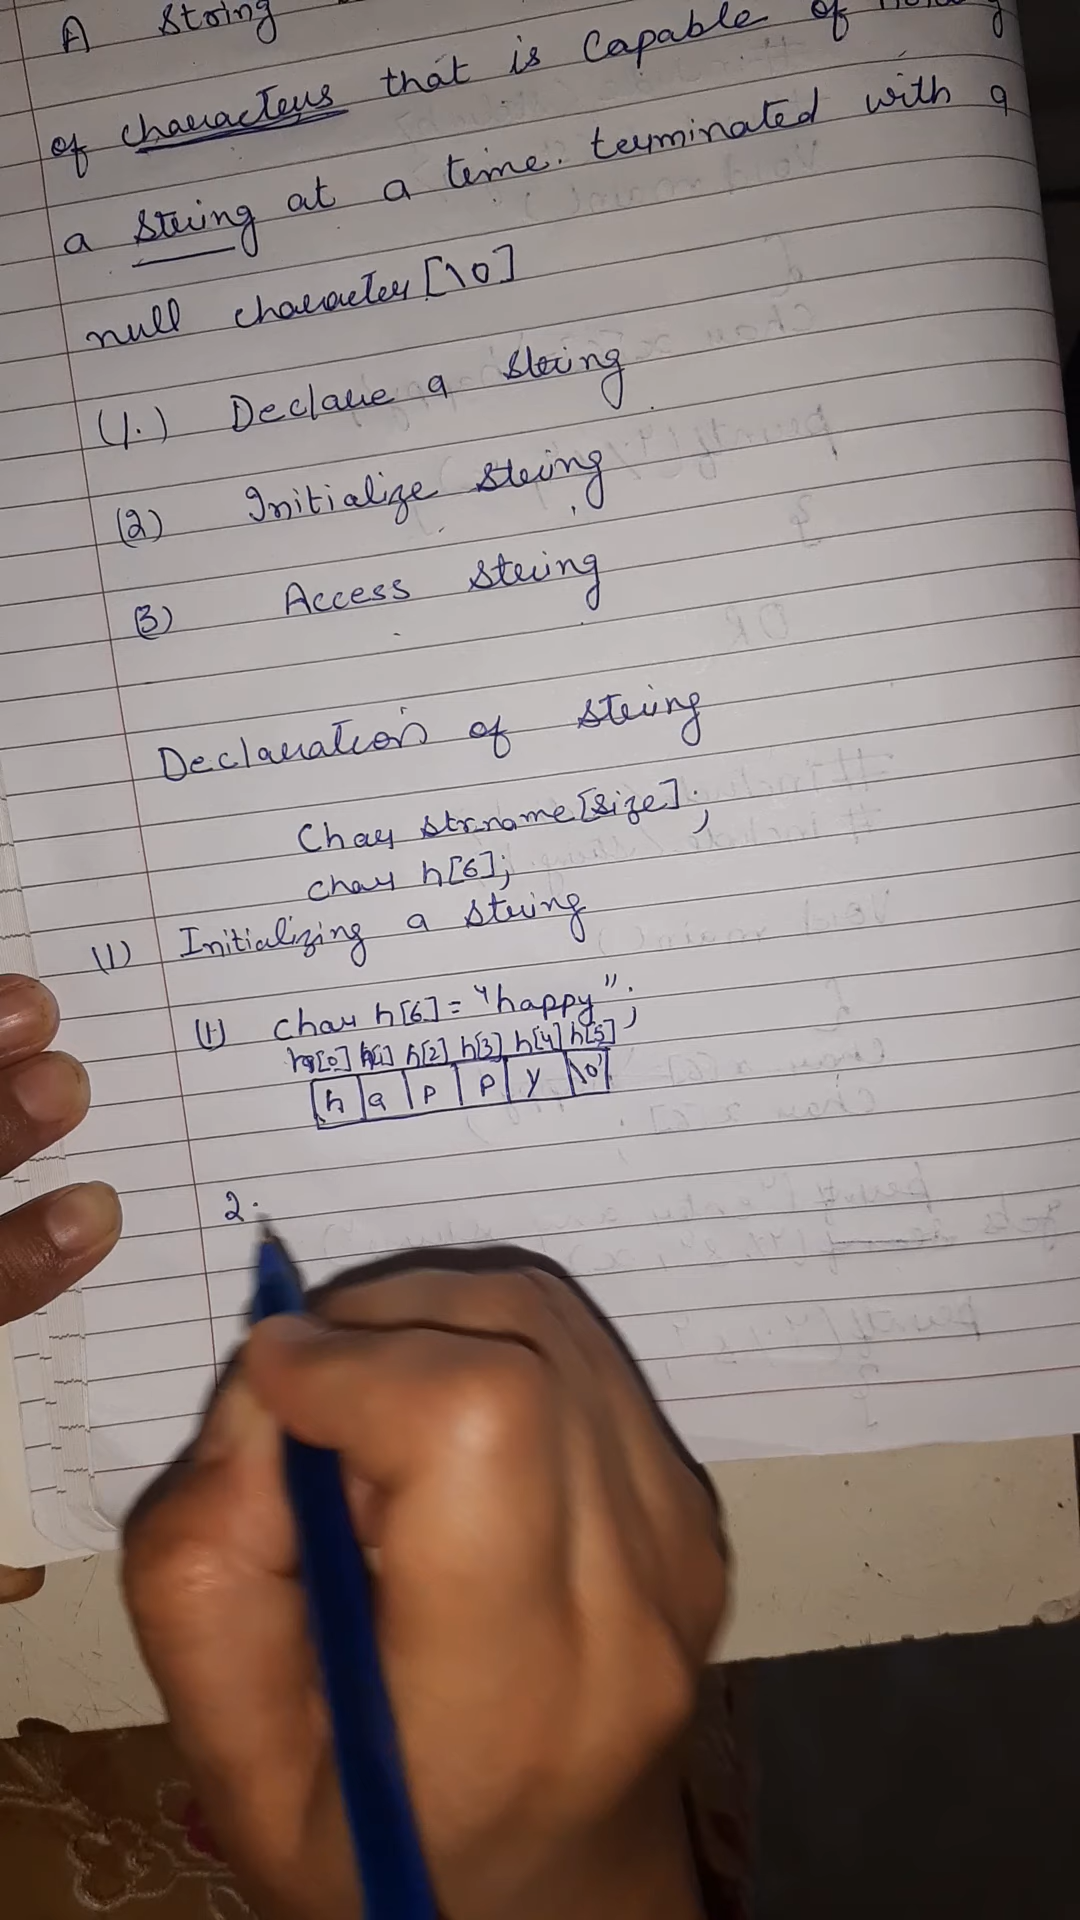 A string
of characters that is capable of
a string at a time. terminated with a
null character [\0]
(1.) Declare a string
(2) Initialize string
(3) Access string
Declaration of string
Char strname[size];
char h[6];
(1) Initializing a string
(1) char h[6] = "happy";
h[0] h[1] h[2] h[3] h[4] h[5]
h a p p y \0
2.